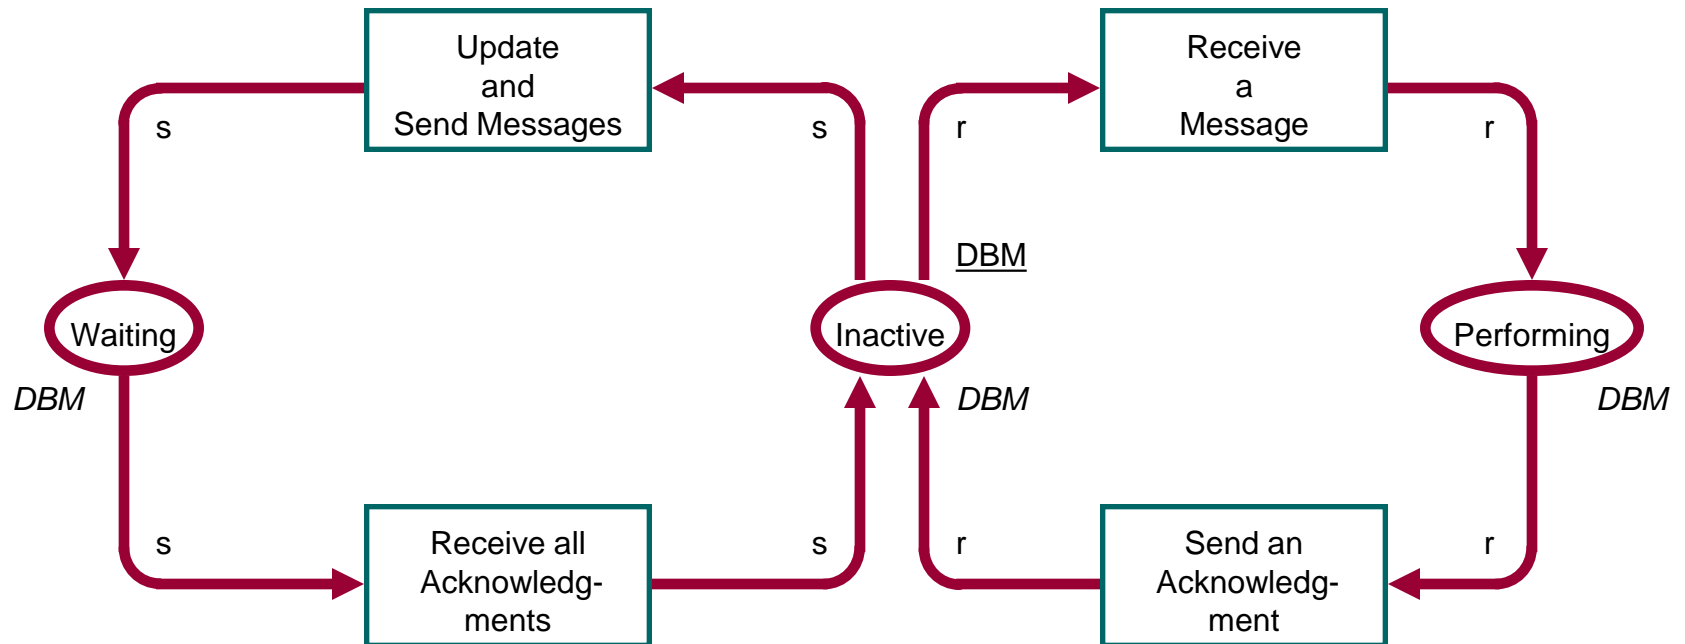 Update
and
Send Messages
Receive
a
Message
s
s
r
r
DBM
Waiting
Inactive
Performing
DBM
DBM
DBM
s
s
r
r
Receive all
Acknowledg-
ments
Send an
Acknowledg-
ment